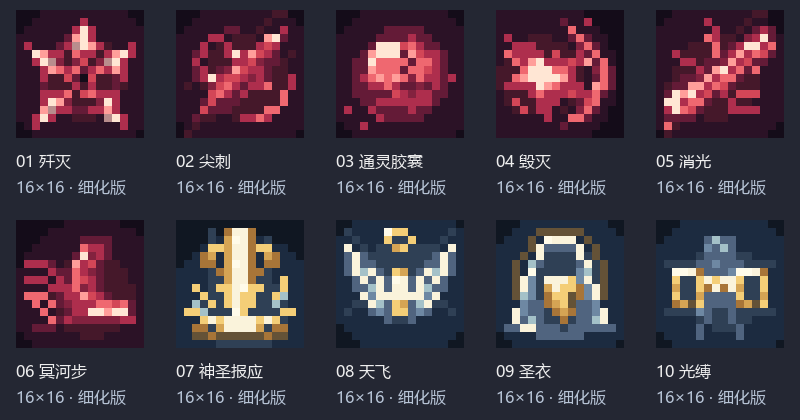 01 歼灭
02 尖刺
03 通灵胶囊
04 毁灭
05 消光
16×16 · 细化版
16×16 · 细化版
16×16 · 细化版
16×16 · 细化版
16×16 · 细化版
06 冥河步
07 神圣报应
08 天飞
09 圣衣
10 光缚
16×16 · 细化版
16×16 · 细化版
16×16 · 细化版
16×16 · 细化版
16×16 · 细化版